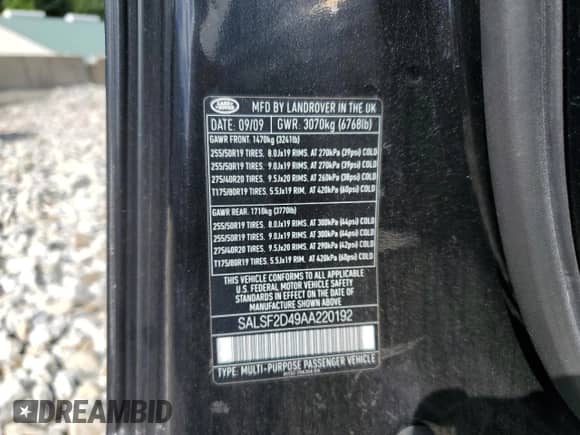 LAND ROVER
MFD BY LANDROVER IN THE UK
DATE: 09/09 GWR: 3070kg (6768lb)
GAWR FRONT: 1470kg (3241lb)
255/50R19 TIRES, 8.0Jx19 RIMS, AT 270kPa (39psi) COLD
255/50R19 TIRES, 9.0Jx19 RIMS, AT 270kPa (39psi) COLD
275/40R20 TIRES, 9.5Jx20 RIMS, AT 260kPa (38psi) COLD
T175/80R19 TIRES, 5.5Jx19 RIM, AT 420kPa (60psi) COLD
GAWR REAR: 1710kg (3770lb)
255/50R19 TIRES, 8.0Jx19 RIMS, AT 300kPa (44psi) COLD
255/50R19 TIRES, 9.0Jx19 RIMS, AT 300kPa (44psi) COLD
275/40R20 TIRES, 9.5Jx20 RIMS, AT 290kPa (42psi) COLD
T175/80R19 TIRES, 5.5Jx19 RIM, AT 420kPa (60psi) COLD
THIS VEHICLE CONFORMS TO ALL APPLICABLE
U.S. FEDERAL MOTOR VEHICLE SAFETY
STANDARDS IN EFFECT ON THE DATE OF
MANUFACTURE SHOWN ABOVE
SALSF2D49AA220192
TYPE: MULTI-PURPOSE PASSENGER VEHICLE
DREAMBID